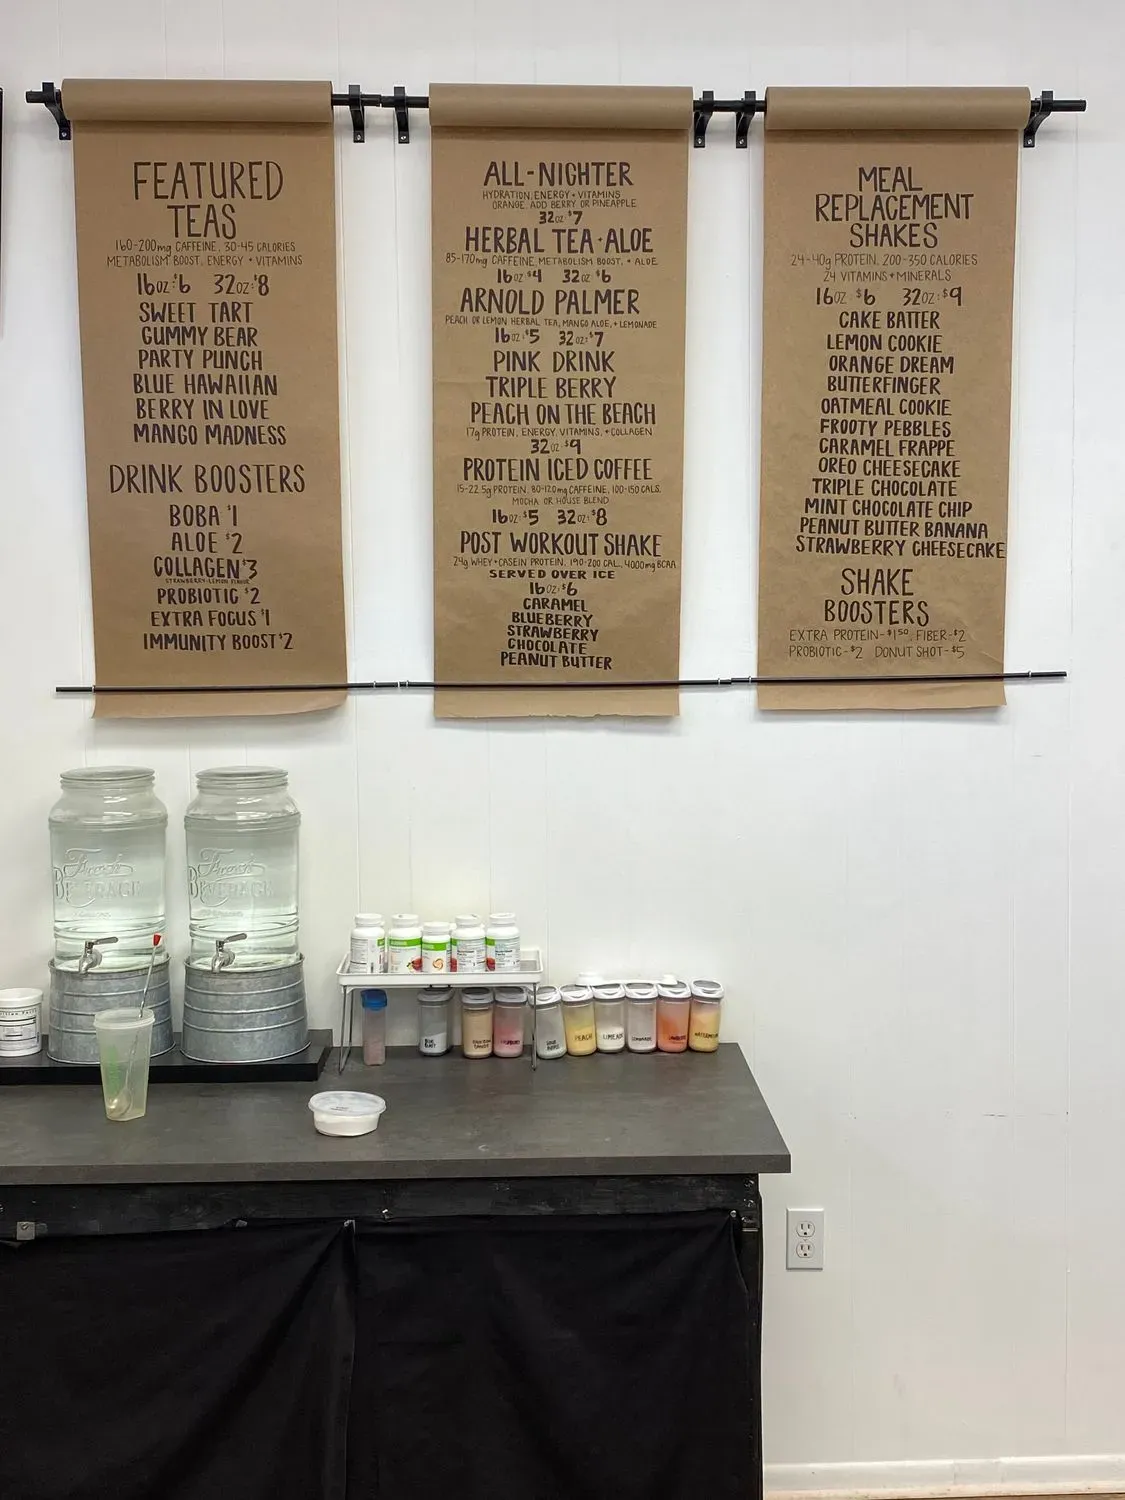 FEATURED
TEAS
160-200mg CAFFEINE, 30-45 CALORIES
METABOLISM BOOST, ENERGY + VITAMINS
16oz:$6 32oz:$8
SWEET TART
GUMMY BEAR
PARTY PUNCH
BLUE HAWAIIAN
BERRY IN LOVE
MANGO MADNESS
DRINK BOOSTERS
BOBA $1
ALOE $2
COLLAGEN $3
STRAWBERRY-LEMON FLAVOR
PROBIOTIC $2
EXTRA FOCUS $1
IMMUNITY BOOST $2
ALL-NIGHTER
HYDRATION, ENERGY + VITAMINS
ORANGE, ADD BERRY OR PINEAPPLE
32oz $7
HERBAL TEA + ALOE
85-170mg CAFFEINE, METABOLISM BOOST, + ALOE
16oz $4 32oz $6
ARNOLD PALMER
PEACH OR LEMON HERBAL TEA, MANGO ALOE, + LEMONADE
16oz:$5 32oz:$7
PINK DRINK
TRIPLE BERRY
PEACH ON THE BEACH
17g PROTEIN, ENERGY, VITAMINS, + COLLAGEN
32oz $9
PROTEIN ICED COFFEE
15-22.5g PROTEIN, 80-120mg CAFFEINE, 100-150 CALS,
MOCHA OR HOUSE BLEND
16oz:$5 32oz:$8
POST WORKOUT SHAKE
24g WHEY + CASEIN PROTEIN, 190-200 CAL, 4000mg BCAA
SERVED OVER ICE
16oz:$6
CARAMEL
BLUEBERRY
STRAWBERRY
CHOCOLATE
PEANUT BUTTER
MEAL
REPLACEMENT
SHAKES
24-40g PROTEIN, 200-350 CALORIES
24 VITAMINS + MINERALS
16oz:$6 32oz:$9
CAKE BATTER
LEMON COOKIE
ORANGE DREAM
BUTTERFINGER
OATMEAL COOKIE
FROOTY PEBBLES
CARAMEL FRAPPE
OREO CHEESECAKE
TRIPLE CHOCOLATE
MINT CHOCOLATE CHIP
PEANUT BUTTER BANANA
STRAWBERRY CHEESECAKE
SHAKE
BOOSTERS
EXTRA PROTEIN-$1.50, FIBER-$2
PROBIOTIC-$2 DONUT SHOT-$5
Fresh
BEVERAGE
Fresh
BEVERAGE
PEACH
LIMEADE
LEMONADE
WATERMELON